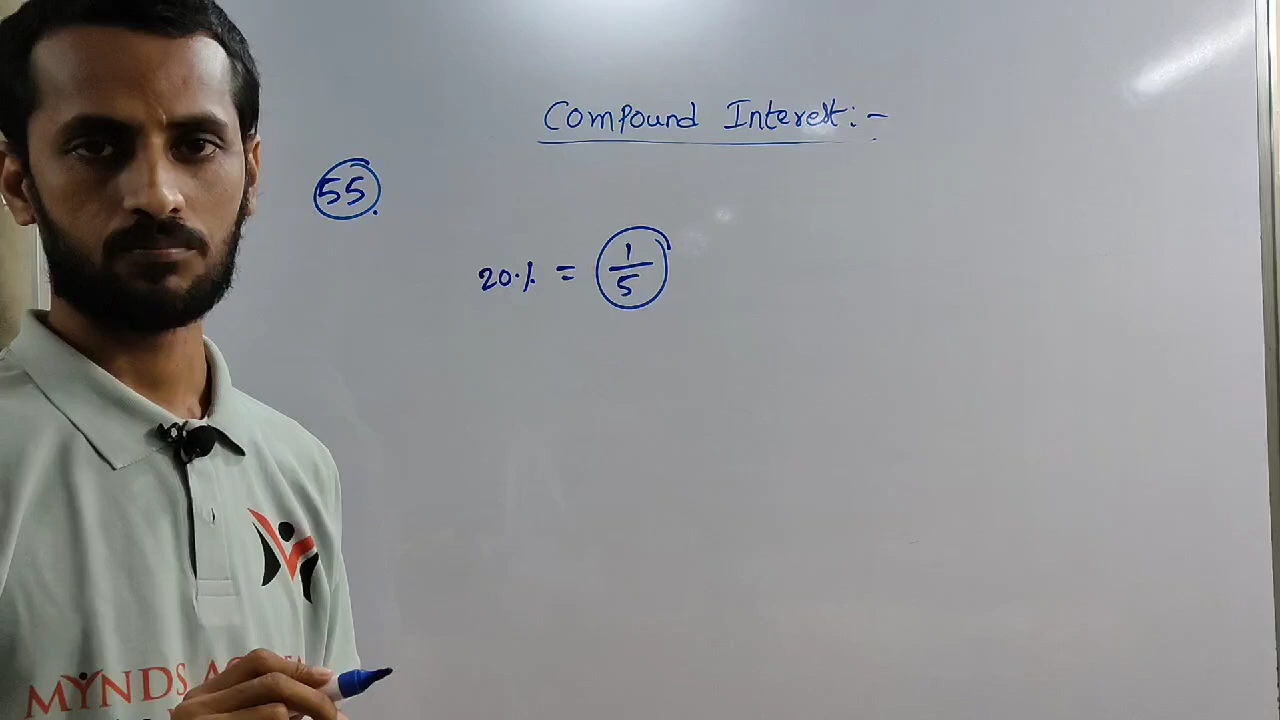 Compound Interest:-
55.
20% = 1/5
MYNDS